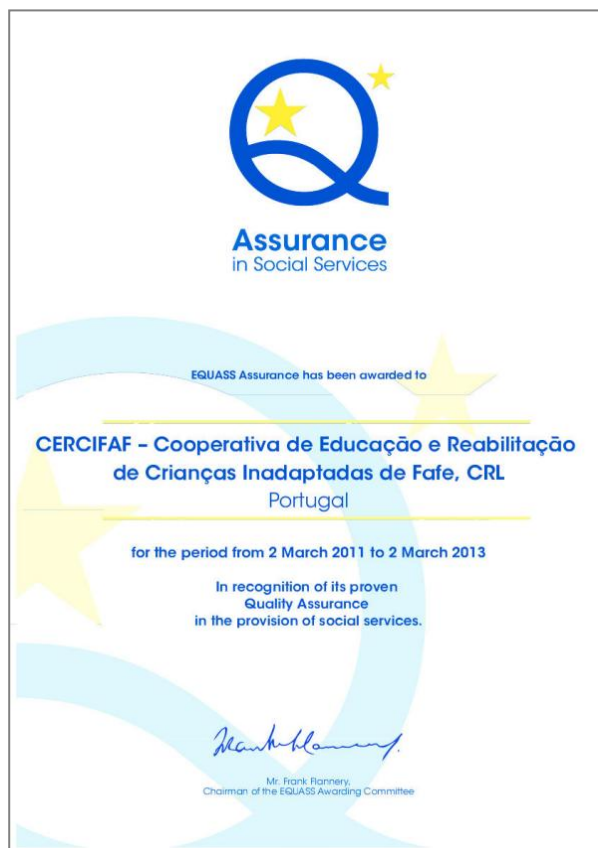 Assurance
in Social Services
EQUASS Assurance has been awarded to
CERCIFAF – Cooperativa de Educação e Reabilitação
de Crianças Inadaptadas de Fafe, CRL
Portugal
for the period from 2 March 2011 to 2 March 2013
In recognition of its proven
Quality Assurance
in the provision of social services.
Mr. Frank Flannery,
Chairman of the EQUASS Awarding Committee